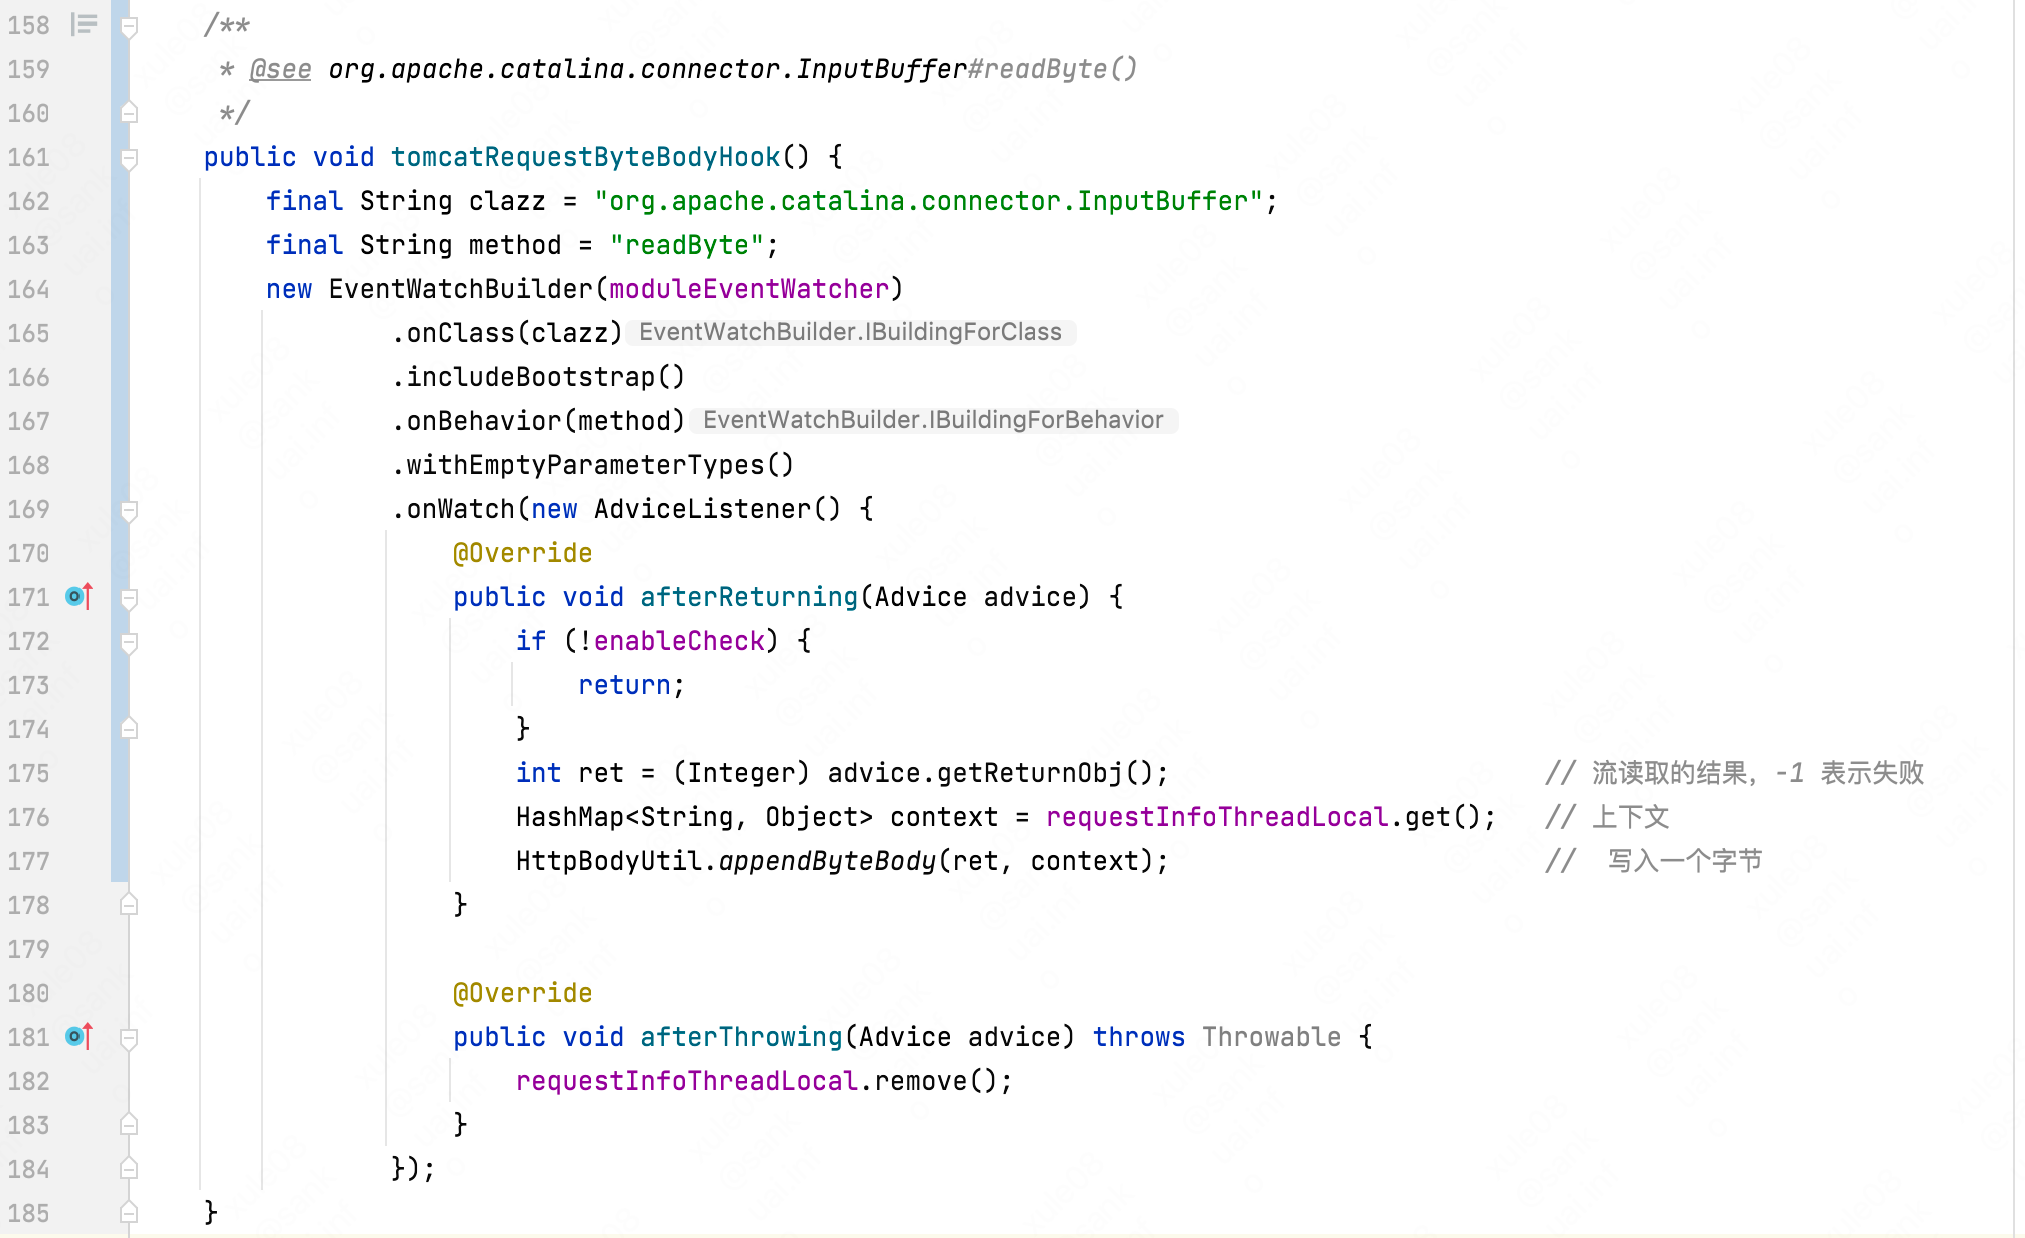 158 /**
159 * @see org.apache.catalina.connector.InputBuffer#readByte()
160 */
161 public void tomcatRequestByteBodyHook() {
162 final String clazz = "org.apache.catalina.connector.InputBuffer";
163 final String method = "readByte";
164 new EventWatchBuilder(moduleEventWatcher)
165 .onClass(clazz) EventWatchBuilder.IBuildingForClass
166 .includeBootstrap()
167 .onBehavior(method) EventWatchBuilder.IBuildingForBehavior
168 .withEmptyParameterTypes()
169 .onWatch(new AdviceListener() {
170 @Override
171 public void afterReturning(Advice advice) {
172 if (!enableCheck) {
173 return;
174 }
175 int ret = (Integer) advice.getReturnObj(); // 流读取的结果，-1 表示失败
176 HashMap<String, Object> context = requestInfoThreadLocal.get(); // 上下文
177 HttpBodyUtil.appendByteBody(ret, context); // 写入一个字节
178 }
179
180 @Override
181 public void afterThrowing(Advice advice) throws Throwable {
182 requestInfoThreadLocal.remove();
183 }
184 });
185 }